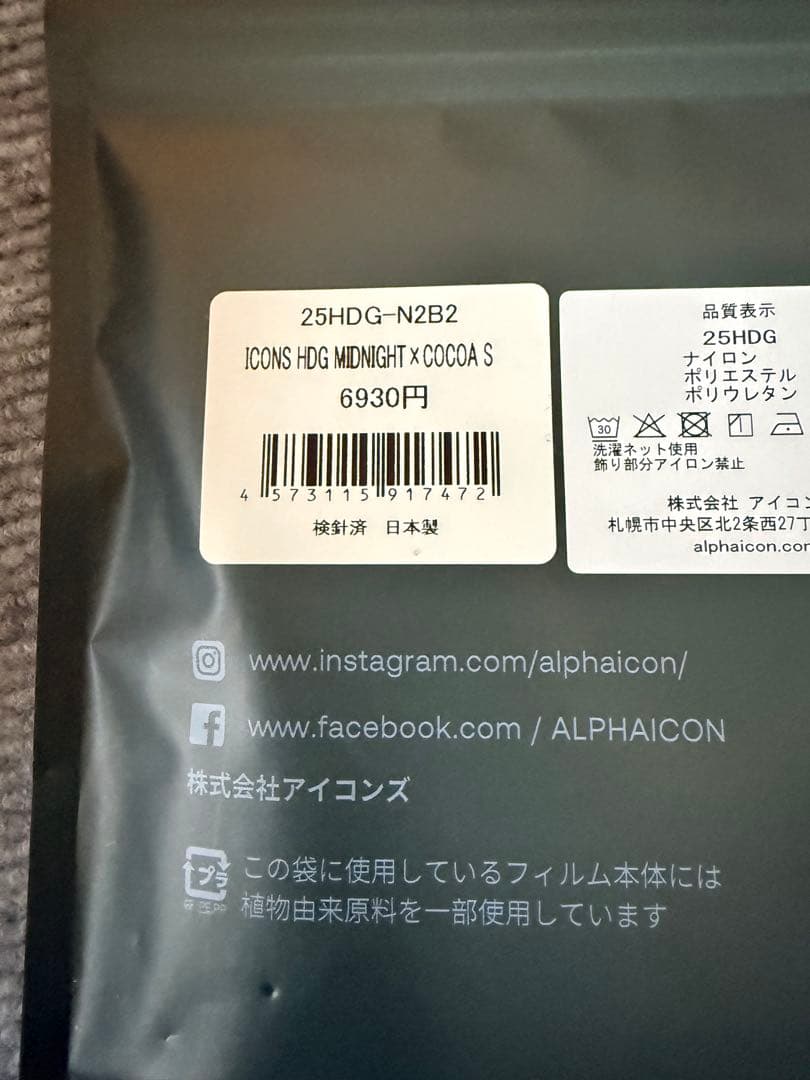 25HDG-N2B2
ICONS HDG MIDNIGHT×COCOA S
6930円
4 573115 917472
検針済 日本製
品質表示
25HDG
ナイロン
ポリエステル
ポリウレタン
30
洗濯ネット使用
飾り部分アイロン禁止
株式会社 アイコン
札幌市中央区北2条西27丁
alphaicon.com
www.instagram.com/alphaicon/
www.facebook.com / ALPHAICON
株式会社アイコンズ
プラ
この袋に使用しているフィルム本体には
植物由来原料を一部使用しています